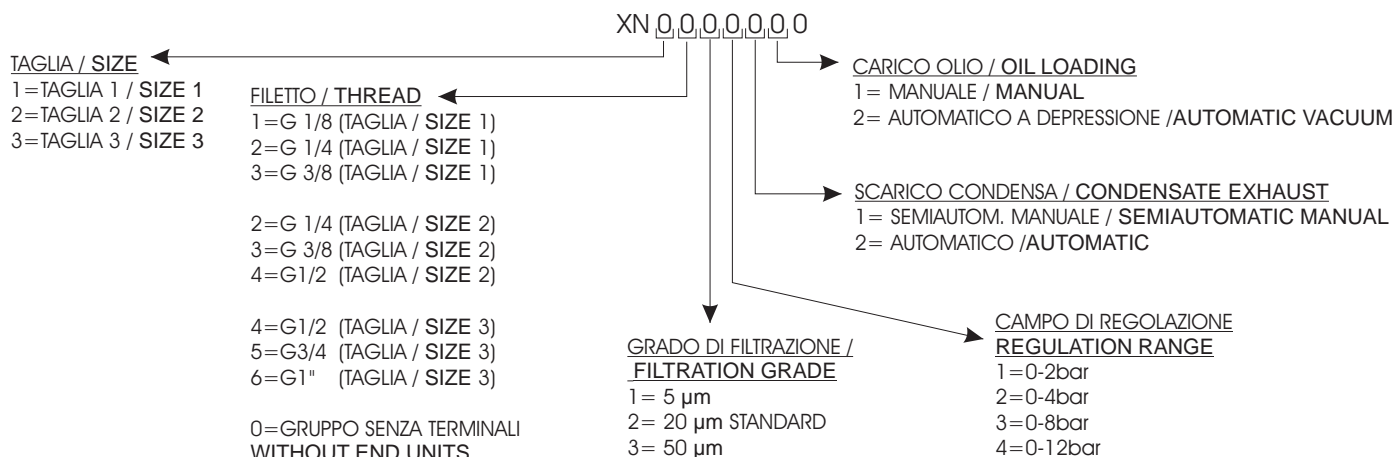 XN 0 0 0 0 0 0 0
TAGLIA / SIZE
1=TAGLIA 1 / SIZE 1
2=TAGLIA 2 / SIZE 2
3=TAGLIA 3 / SIZE 3
FILETTO / THREAD
1=G 1/8 (TAGLIA / SIZE 1)
2=G 1/4 (TAGLIA / SIZE 1)
3=G 3/8 (TAGLIA / SIZE 1)
2=G 1/4 (TAGLIA / SIZE 2)
3=G 3/8 (TAGLIA / SIZE 2)
4=G1/2 (TAGLIA / SIZE 2)
4=G1/2 (TAGLIA / SIZE 3)
5=G3/4 (TAGLIA / SIZE 3)
6=G1" (TAGLIA / SIZE 3)
0=GRUPPO SENZA TERMINALI
WITHOUT END UNITS
GRADO DI FILTRAZIONE /
FILTRATION GRADE
1= 5 µm
2= 20 µm STANDARD
3= 50 µm
CAMPO DI REGOLAZIONE
REGULATION RANGE
1=0-2bar
2=0-4bar
3=0-8bar
4=0-12bar
SCARICO CONDENSA / CONDENSATE EXHAUST
1= SEMIAUTOM. MANUALE / SEMIAUTOMATIC MANUAL
2= AUTOMATICO /AUTOMATIC
CARICO OLIO / OIL LOADING
1= MANUALE / MANUAL
2= AUTOMATICO A DEPRESSIONE /AUTOMATIC VACUUM